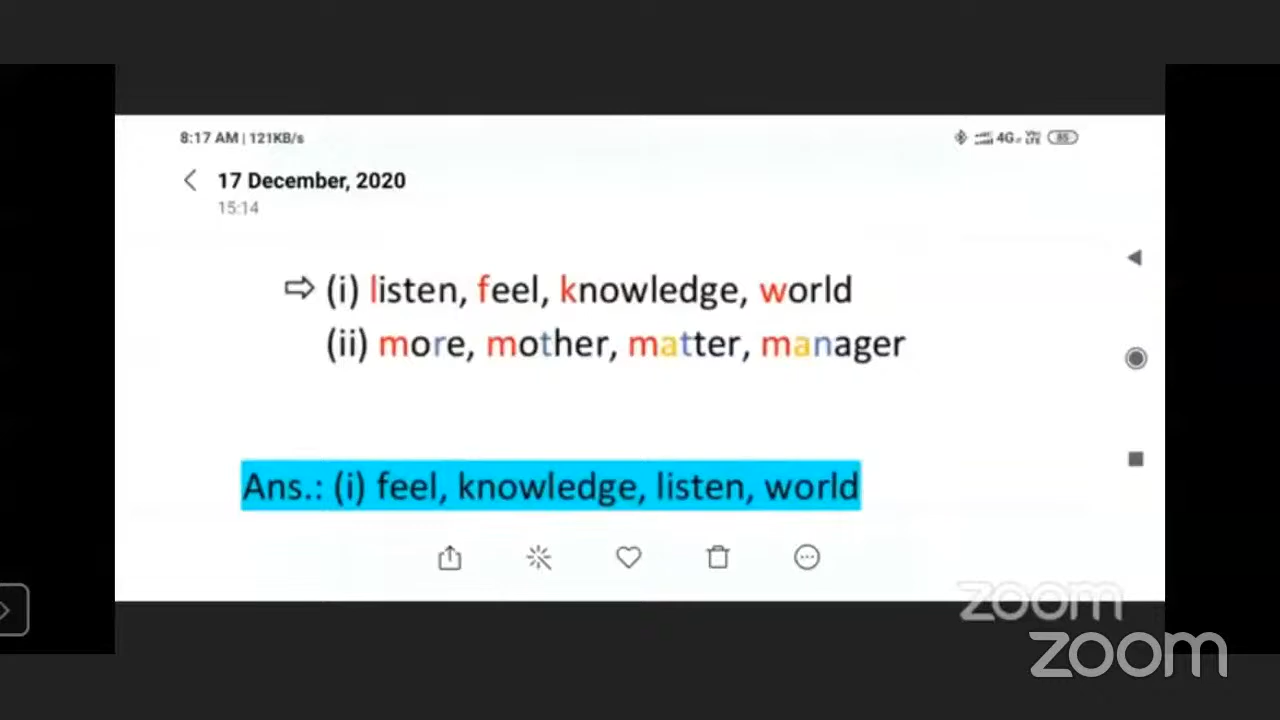 8:17 AM | 121KB/s
4G
85
17 December, 2020
15:14
⇨ (i) listen, feel, knowledge, world
(ii) more, mother, matter, manager
Ans.: (i) feel, knowledge, listen, world
zoom
zoom